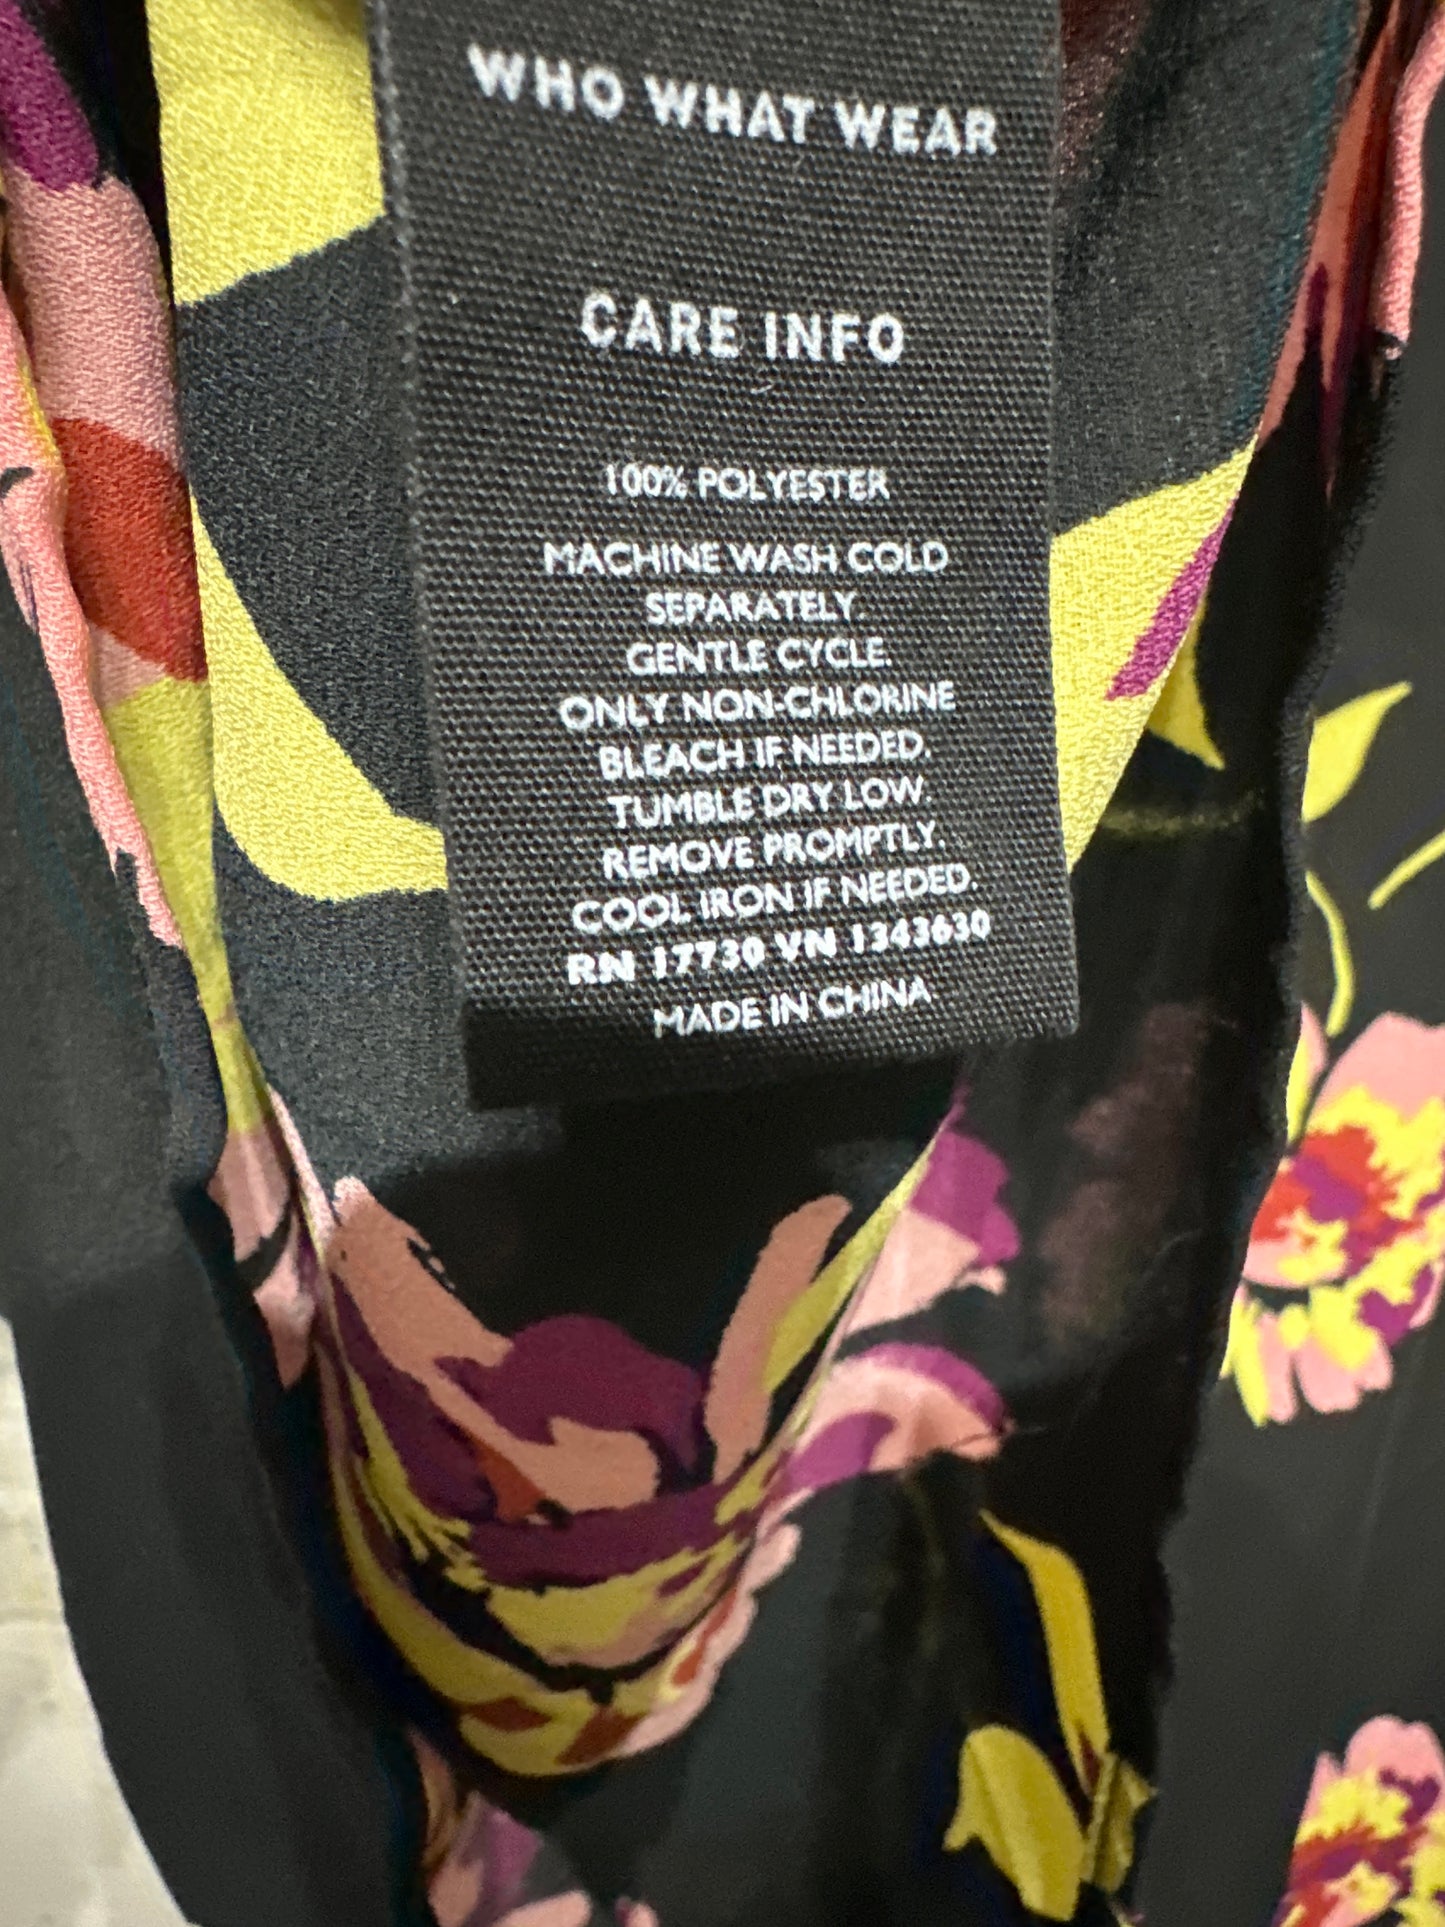 WHO WHAT WEAR
CARE INFO
100% POLYESTER
MACHINE WASH COLD
SEPARATELY.
GENTLE CYCLE.
ONLY NON-CHLORINE
BLEACH IF NEEDED.
TUMBLE DRY LOW.
REMOVE PROMPTLY.
COOL IRON IF NEEDED.
RN 17730 VN 1343630
MADE IN CHINA